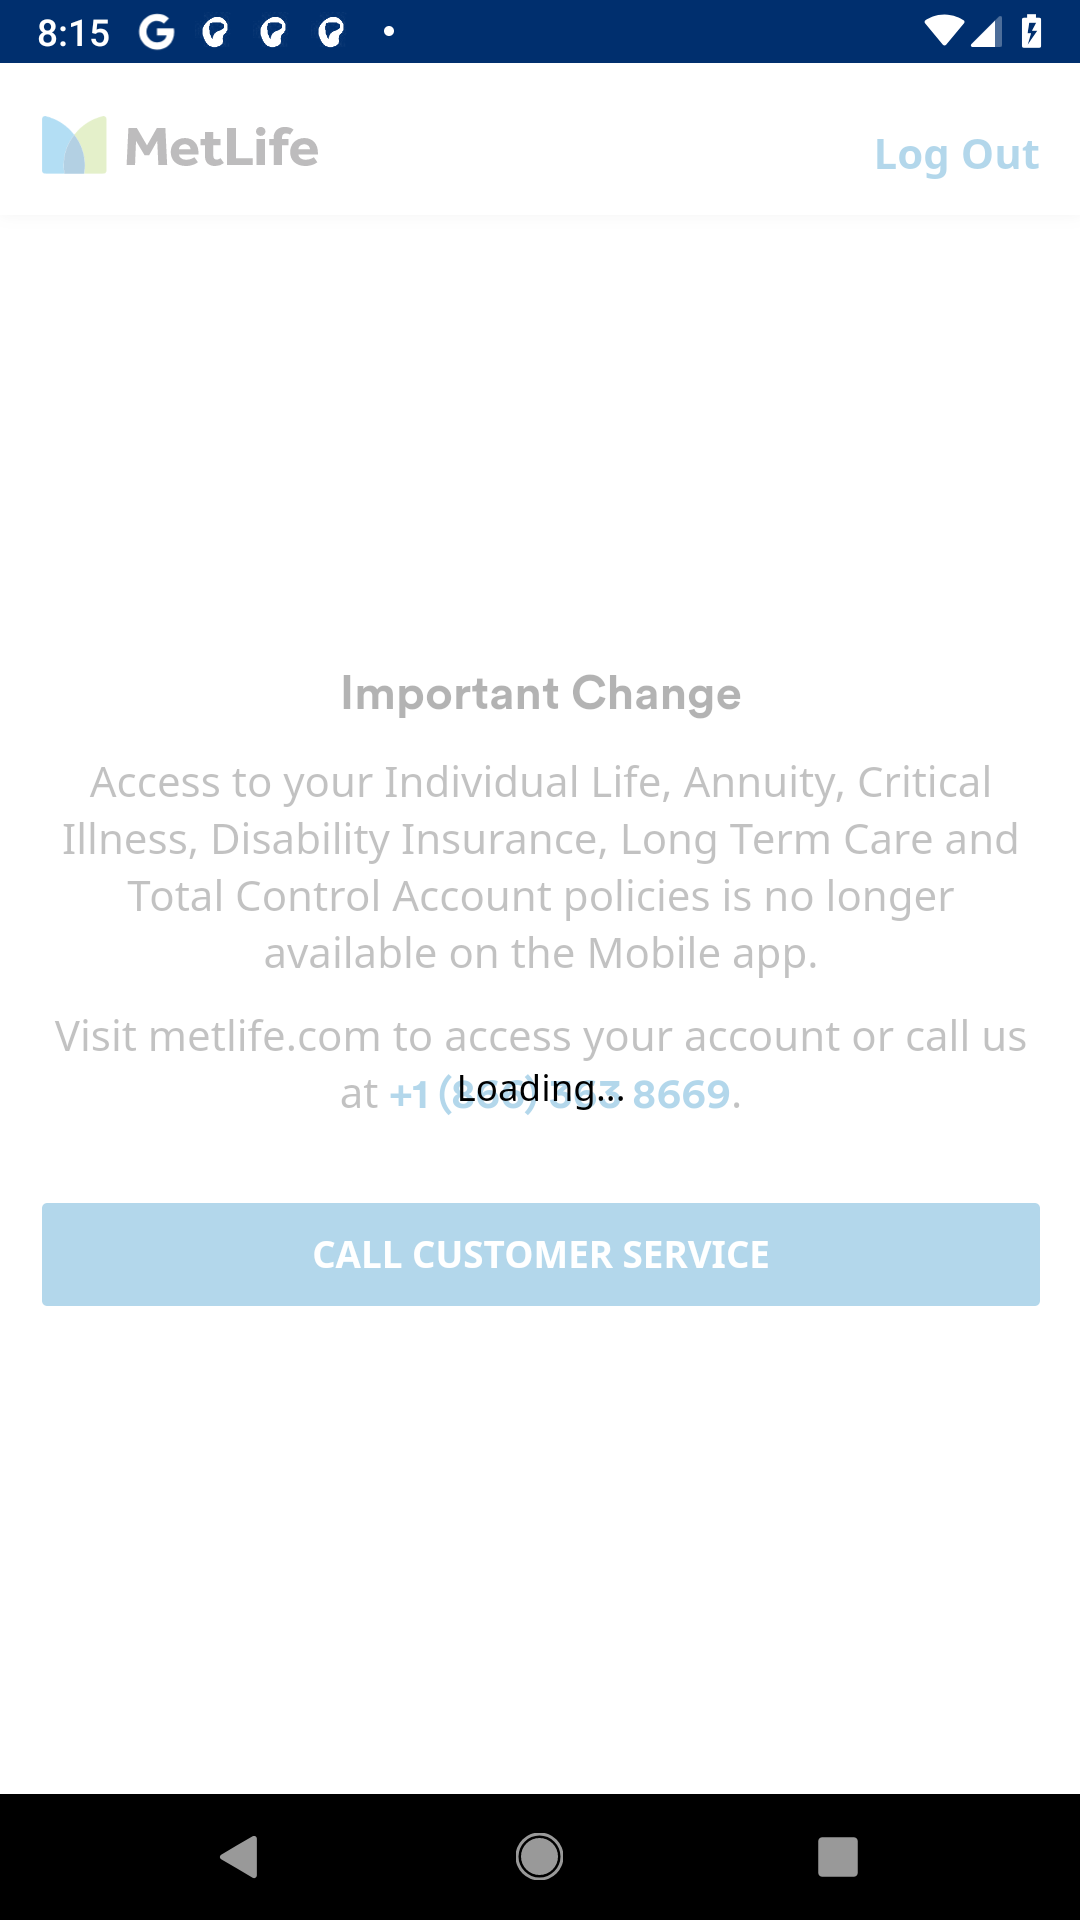 8:15
MetLife
Log Out
Important Change
Access to your Individual Life, Annuity, Critical
Illness, Disability Insurance, Long Term Care and
Total Control Account policies is no longer
available on the Mobile app.
Visit metlife.com to access your account or call us
at +1 8669.
Loading...
CALL CUSTOMER SERVICE